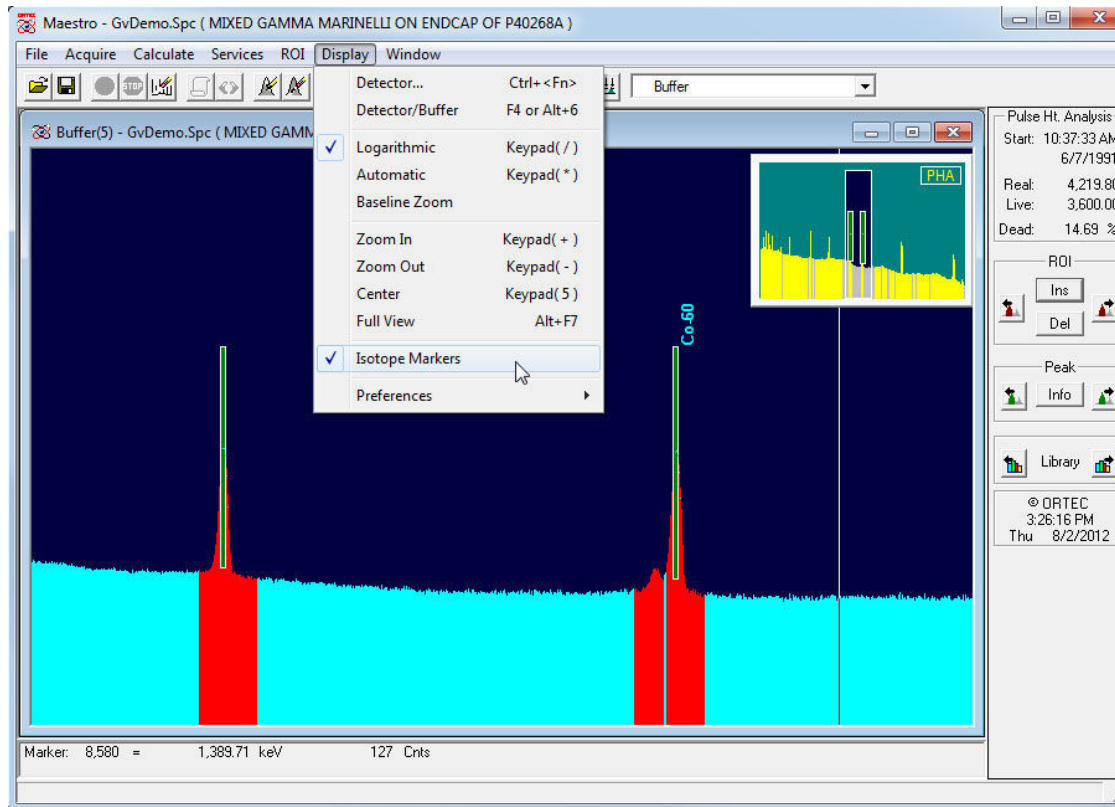 ORTEC
Maestro - GvDemo.Spc ( MIXED GAMMA MARINELLI ON ENDCAP OF P40268A )
File Acquire Calculate Services ROI Display Window
STOP
Buffer
Detector... Ctrl+<Fn>
Detector/Buffer F4 or Alt+6
Logarithmic Keypad( / )
Automatic Keypad( * )
Baseline Zoom
Zoom In Keypad( + )
Zoom Out Keypad( - )
Center Keypad( 5 )
Full View Alt+F7
Isotope Markers
Preferences
Buffer(5) - GvDemo.Spc ( MIXED GAMM
PHA
Co-60
Pulse Ht. Analysis
Start: 10:37:33 AM
6/7/1991
Real: 4,219.80
Live: 3,600.00
Dead: 14.69 %
ROI
Ins
Del
Peak
Info
Library
© ORTEC
3:26:16 PM
Thu 8/2/2012
Marker: 8,580 = 1,389.71 keV 127 Cnts